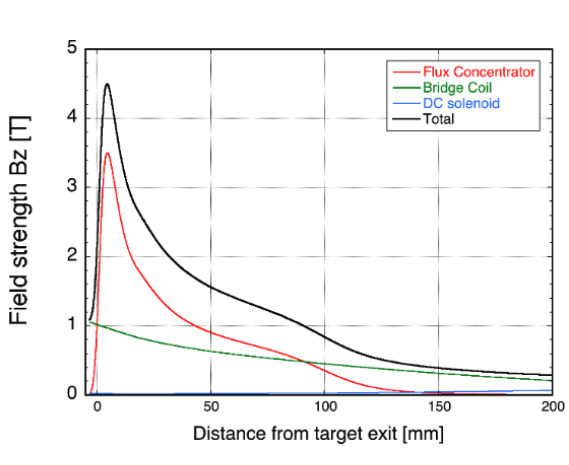 Field strength Bz [T]
5
4
3
2
1
0
Flux Concentrator
Bridge Coil
DC solenoid
Total
0 50 100 150 200
Distance from target exit [mm]